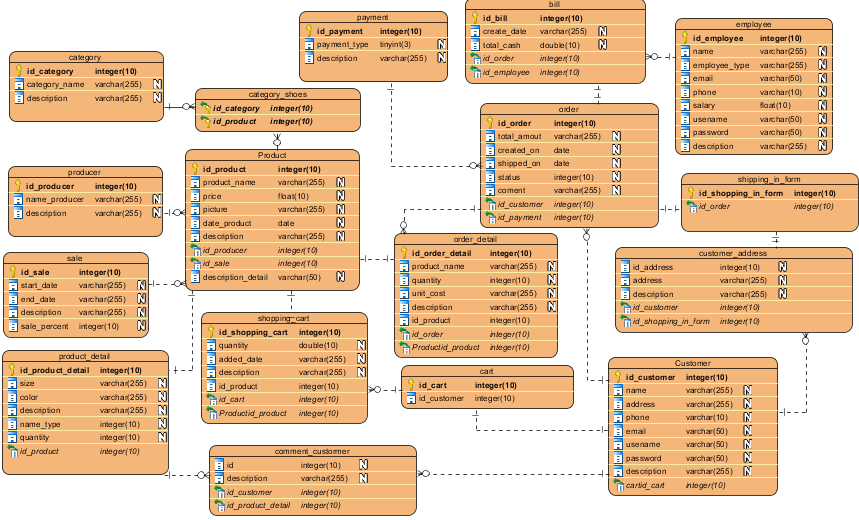 category
id_category integer(10)
category_name varchar(255) N
description varchar(255) N
payment
id_payment integer(10)
payment_type tinyint(3) N
description varchar(255) N
bill
id_bill integer(10)
create_date varchar(255) N
total_cash double(10) N
id_order integer(10)
id_employee integer(10)
employee
id_employee integer(10)
name varchar(255) N
employee_type varchar(255) N
email varchar(50) N
phone varchar(10) N
salary float(10) N
usename varchar(50) N
password varchar(50) N
description varchar(255) N
category_shoes
id_category integer(10)
id_product integer(10)
order
id_order integer(10)
total_amout varchar(255) N
created_on date N
shipped_on date N
status integer(10) N
coment varchar(255) N
id_customer integer(10)
id_payment integer(10)
producer
id_producer integer(10)
name_producer varchar(255) N
description varchar(255) N
Product
id_product integer(10)
product_name varchar(255) N
price float(10) N
picture varchar(255) N
date_product date N
description varchar(255) N
id_producer integer(10)
id_sale integer(10)
description_detail varchar(50) N
shipping_in_form
id_shopping_in_form integer(10)
id_order integer(10)
sale
id_sale integer(10)
start_date varchar(255) N
end_date varchar(255) N
description varchar(255) N
sale_percent integer(10) N
order_detail
id_order_detail integer(10)
product_name varchar(255) N
quantity integer(10) N
unit_cost varchar(255) N
description varchar(255) N
id_product integer(10)
id_order integer(10)
Productid_product integer(10)
customer_address
id_address integer(10) N
address varchar(255) N
description varchar(255) N
id_customer integer(10)
id_shopping_in_form integer(10)
shopping_cart
id_shopping_cart integer(10)
quantity double(10) N
added_date varchar(255) N
description varchar(255) N
id_product integer(10)
id_cart integer(10)
Productid_product integer(10)
product_detail
id_product_detail integer(10)
size varchar(255) N
color varchar(255) N
description varchar(255) N
name_type integer(10) N
quantity integer(10) N
id_product integer(10)
cart
id_cart integer(10)
id_customer integer(10)
Customer
id_customer integer(10)
name varchar(255) N
address varchar(255) N
phone integer(10) N
email varchar(50) N
usename varchar(50) N
password varchar(50) N
description varchar(255) N
cartid_cart integer(10)
comment_customer
id integer(10) N
description varchar(255) N
id_customer integer(10)
id_product_detail integer(10)